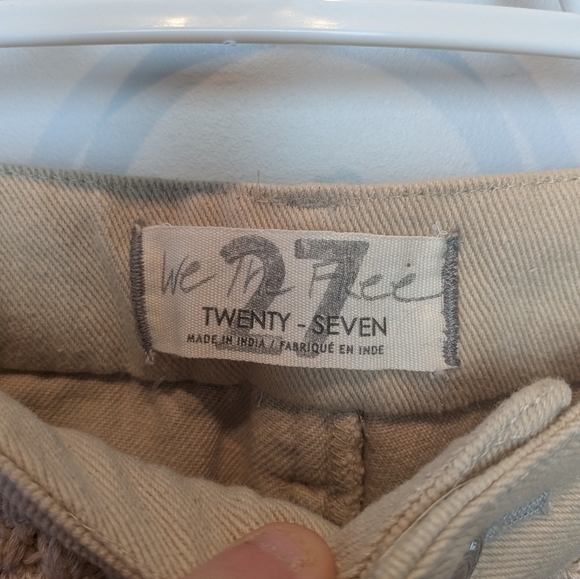 27
We The Free
TWENTY - SEVEN
MADE IN INDIA / FABRIQUÉ EN INDE